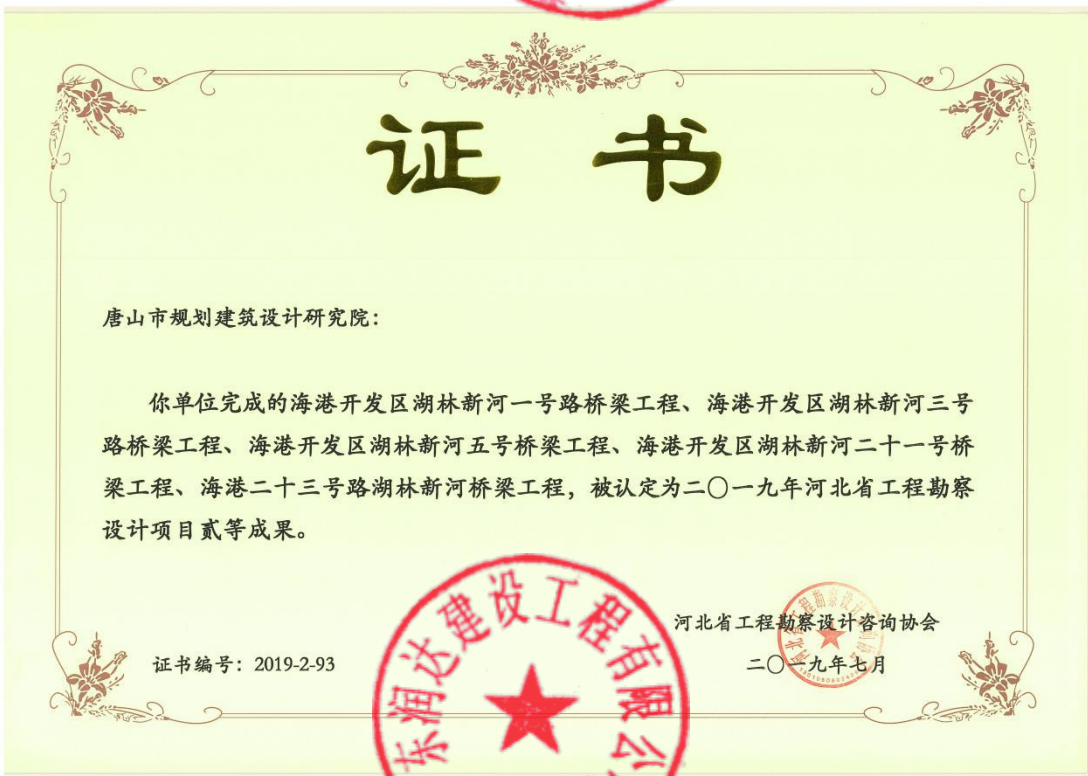 证书
唐山市规划建筑设计研究院：
你单位完成的海港开发区湖林新河一号路桥梁工程、海港开发区湖林新河三号
路桥梁工程、海港开发区湖林新河五号桥梁工程、海港开发区湖林新河二十一号桥
梁工程、海港二十三号路湖林新河桥梁工程，被认定为二〇一九年河北省工程勘察
设计项目贰等成果。
河北省工程勘察设计咨询协会
证书编号：2019-2-93
二〇一九年七月
东润达建设工程有限公